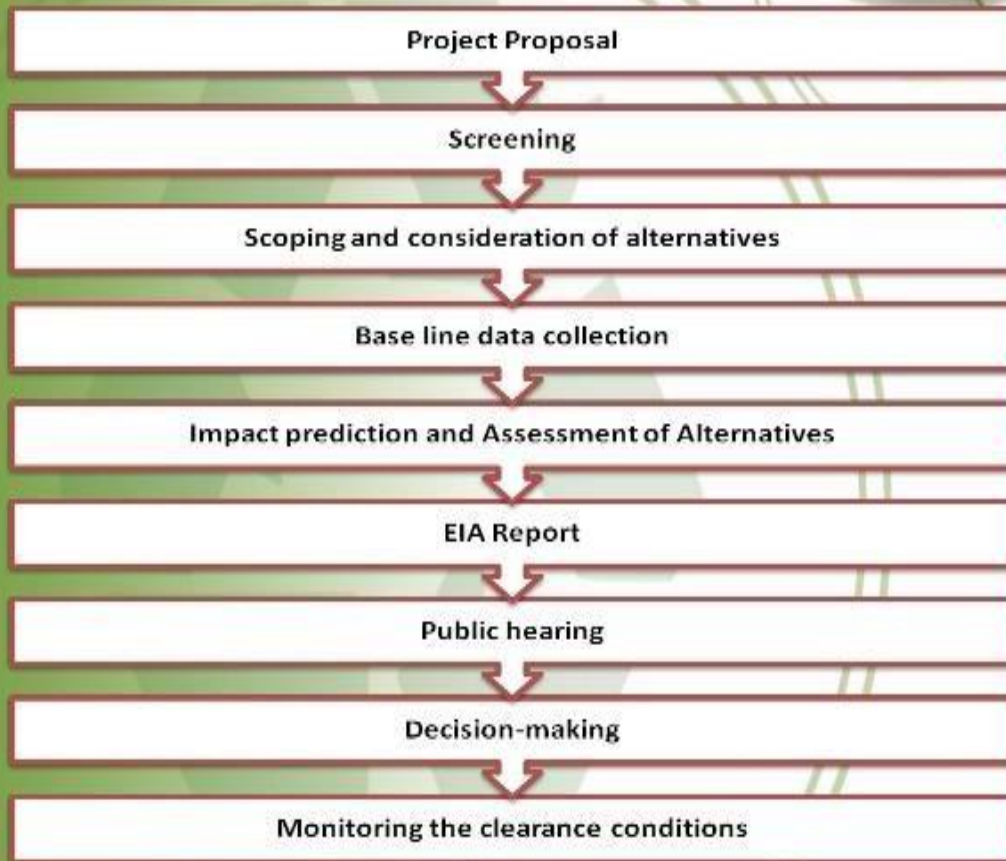 Project Proposal
Screening
Scoping and consideration of alternatives
Base line data collection
Impact prediction and Assessment of Alternatives
EIA Report
Public hearing
Decision-making
Monitoring the clearance conditions